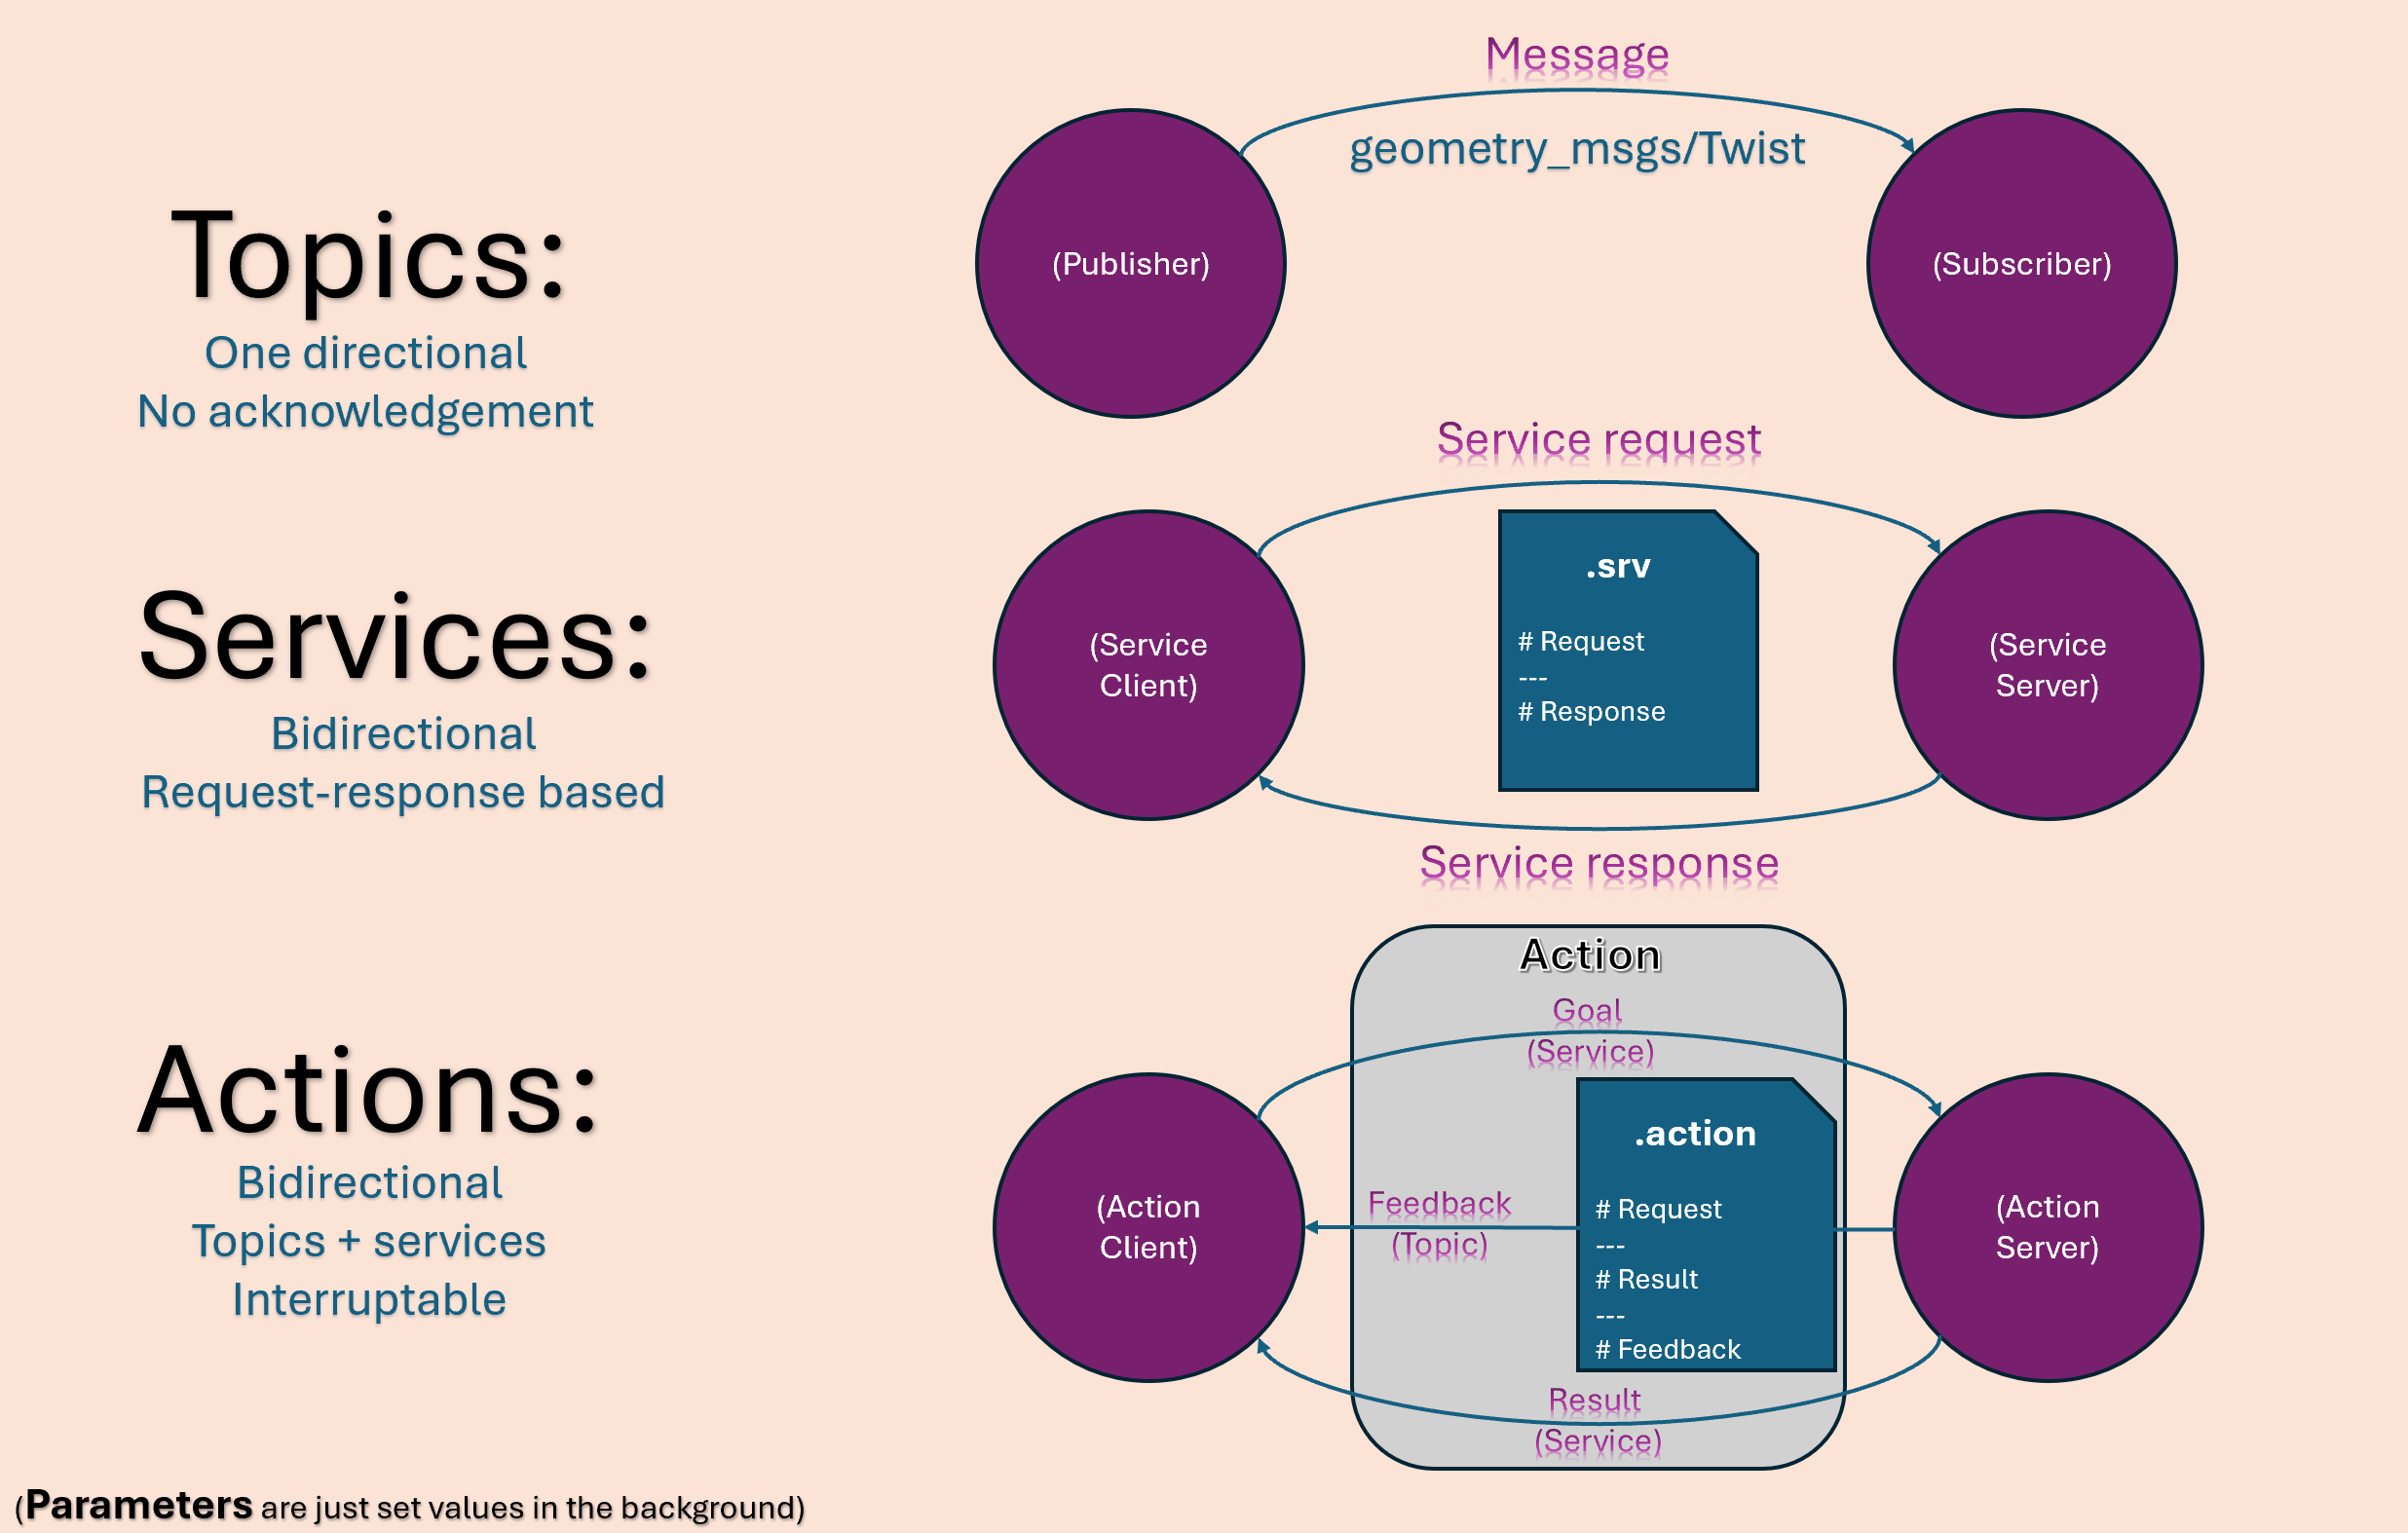 Message
geometry_msgs/Twist
Topics:
(Publisher)
(Subscriber)
One directional
No acknowledgement
Service request
Services:
.srv
(Service
Client)
# Request
---
# Response
(Service
Server)
Bidirectional
Request-response based
Service response
Action
Goal
(Service)
Actions:
.action
(Action
Client)
Feedback
(Topic)
# Request
---
# Result
---
# Feedback
(Action
Server)
Bidirectional
Topics + services
Interruptable
Result
(Service)
(Parameters are just set values in the background)